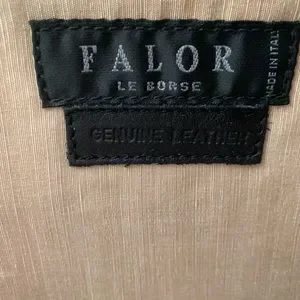 FALOR
LE BORSE
MADE IN ITALY
GENUINE LEATHER